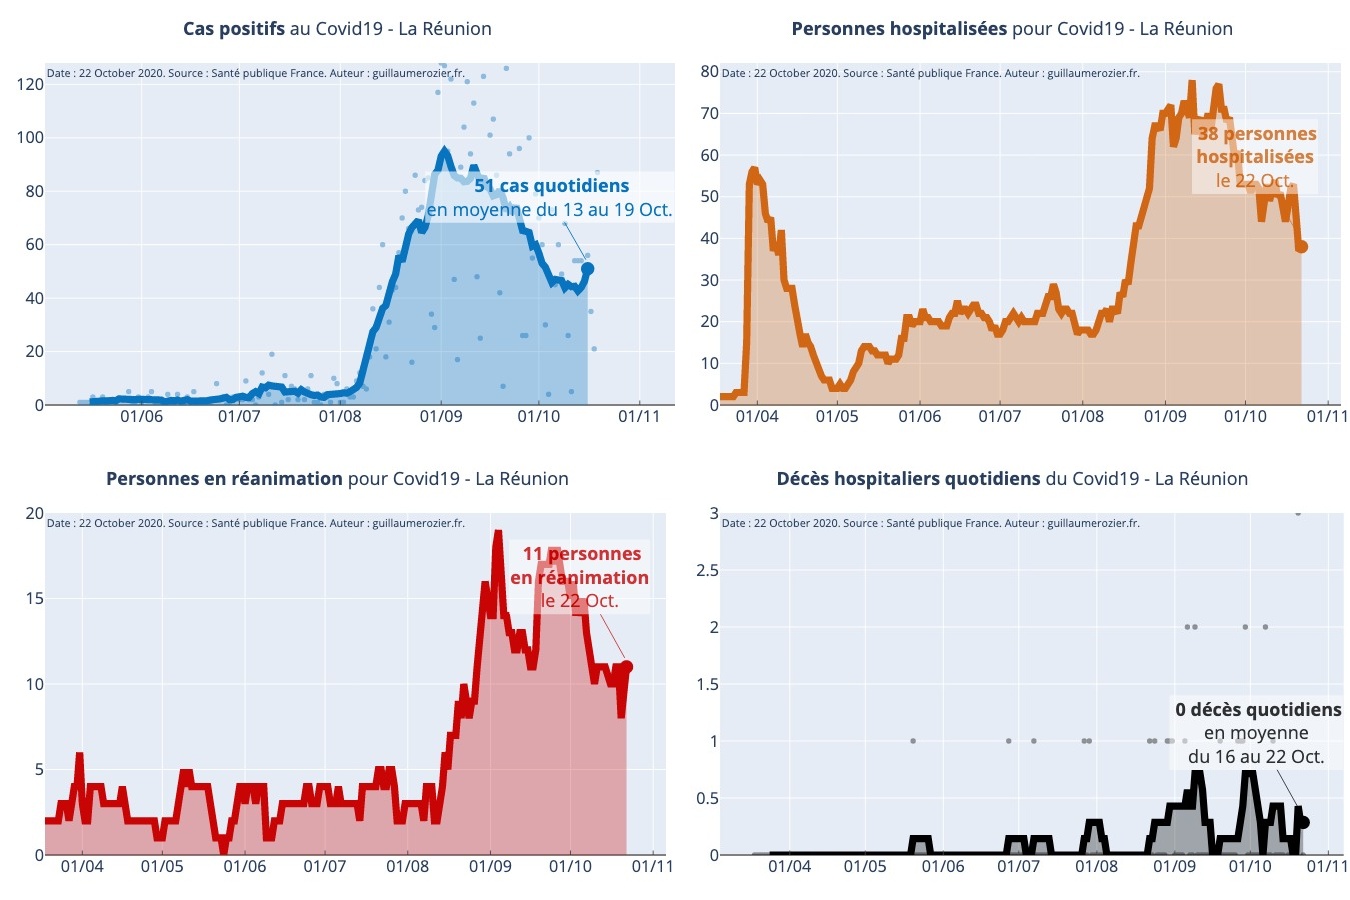 Cas positifs au Covid19 - La Réunion
Date : 22 October 2020. Source : Santé publique France. Auteur : guillaumerozier.fr.
120
100
80
60
40
20
0
51 cas quotidiens
en moyenne du 13 au 19 Oct.
01/06 01/07 01/08 01/09 01/10 01/11
Personnes hospitalisées pour Covid19 - La Réunion
Date : 22 October 2020. Source : Santé publique France. Auteur : guillaumerozier.fr.
80
70
60
50
40
30
20
10
0
38 personnes
hospitalisées
le 22 Oct.
01/04 01/05 01/06 01/07 01/08 01/09 01/10 01/11
Personnes en réanimation pour Covid19 - La Réunion
Date : 22 October 2020. Source : Santé publique France. Auteur : guillaumerozier.fr.
20
15
10
5
0
11 personnes
en réanimation
le 22 Oct.
01/04 01/05 01/06 01/07 01/08 01/09 01/10 01/11
Décès hospitaliers quotidiens du Covid19 - La Réunion
Date : 22 October 2020. Source : Santé publique France. Auteur : guillaumerozier.fr.
3
2.5
2
1.5
1
0.5
0
0 décès quotidiens
en moyenne
du 16 au 22 Oct.
01/04 01/05 01/06 01/07 01/08 01/09 01/10 01/11